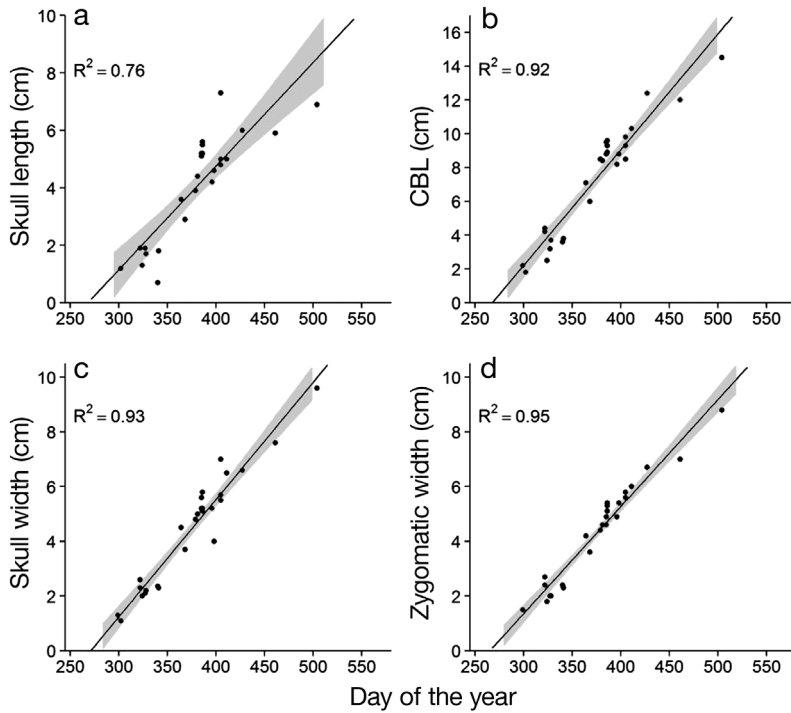 a
R² = 0.76
Skull length (cm)
10
8
6
4
2
0
250 300 350 400 450 500 550
b
R² = 0.92
CBL (cm)
16
14
12
10
8
6
4
2
0
250 300 350 400 450 500 550
c
R² = 0.93
Skull width (cm)
10
8
6
4
2
0
250 300 350 400 450 500 550
d
R² = 0.95
Zygomatic width (cm)
10
8
6
4
2
0
250 300 350 400 450 500 550
Day of the year